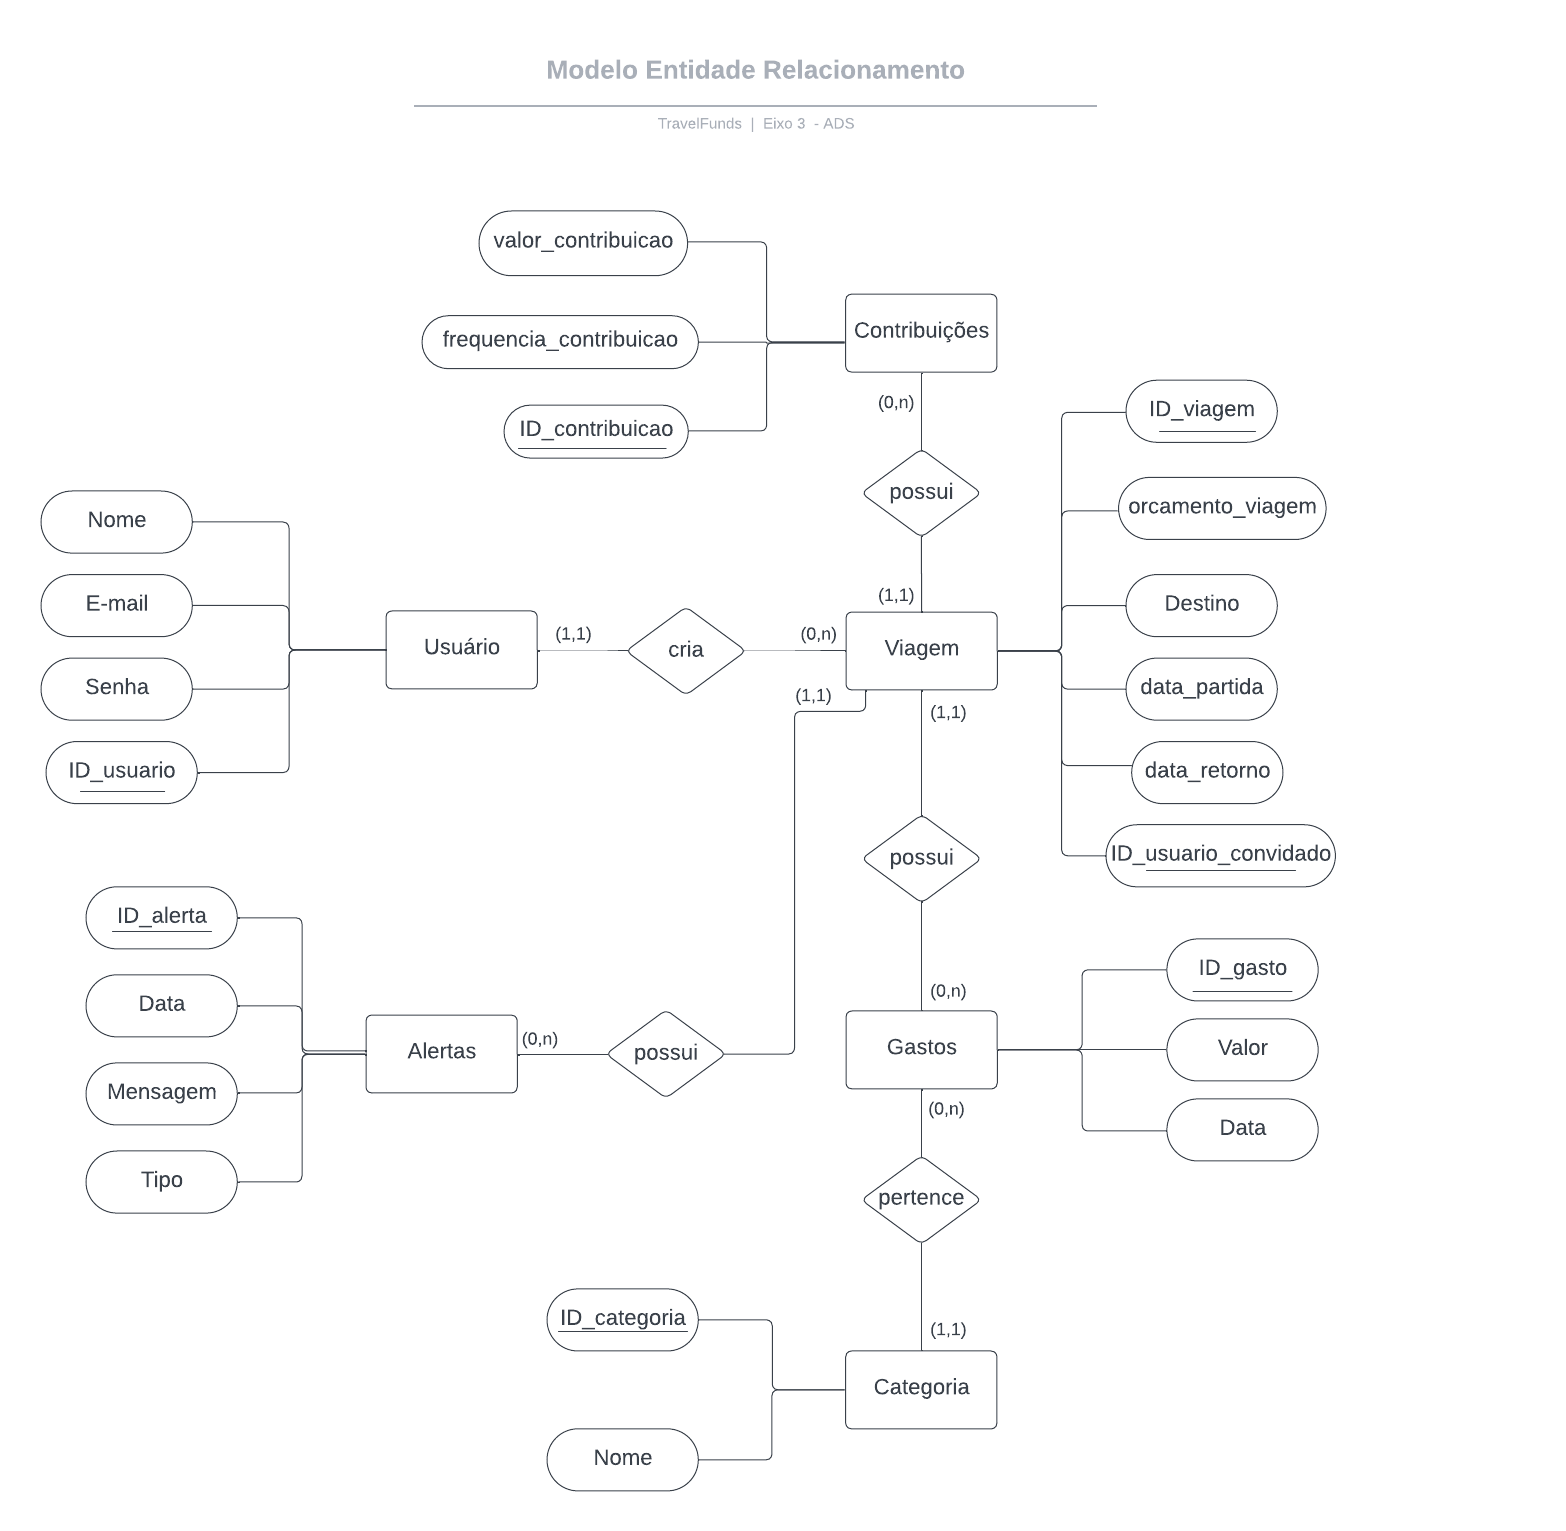 Modelo Entidade Relacionamento
TravelFunds | Eixo 3 - ADS
valor_contribuicao
Contribuições
frequencia_contribuicao
(0,n)
ID_contribuicao
ID_viagem
possui
orcamento_viagem
Nome
E-mail
(1,1)
Destino
Usuário
(1,1)
cria
(0,n)
Viagem
Senha
(1,1)
(1,1)
data_partida
ID_usuario
data_retorno
possui
ID_usuario_convidado
ID_alerta
ID_gasto
Data
(0,n)
Alertas
(0,n)
possui
Gastos
Valor
Mensagem
(0,n)
Data
Tipo
pertence
ID_categoria
(1,1)
Categoria
Nome